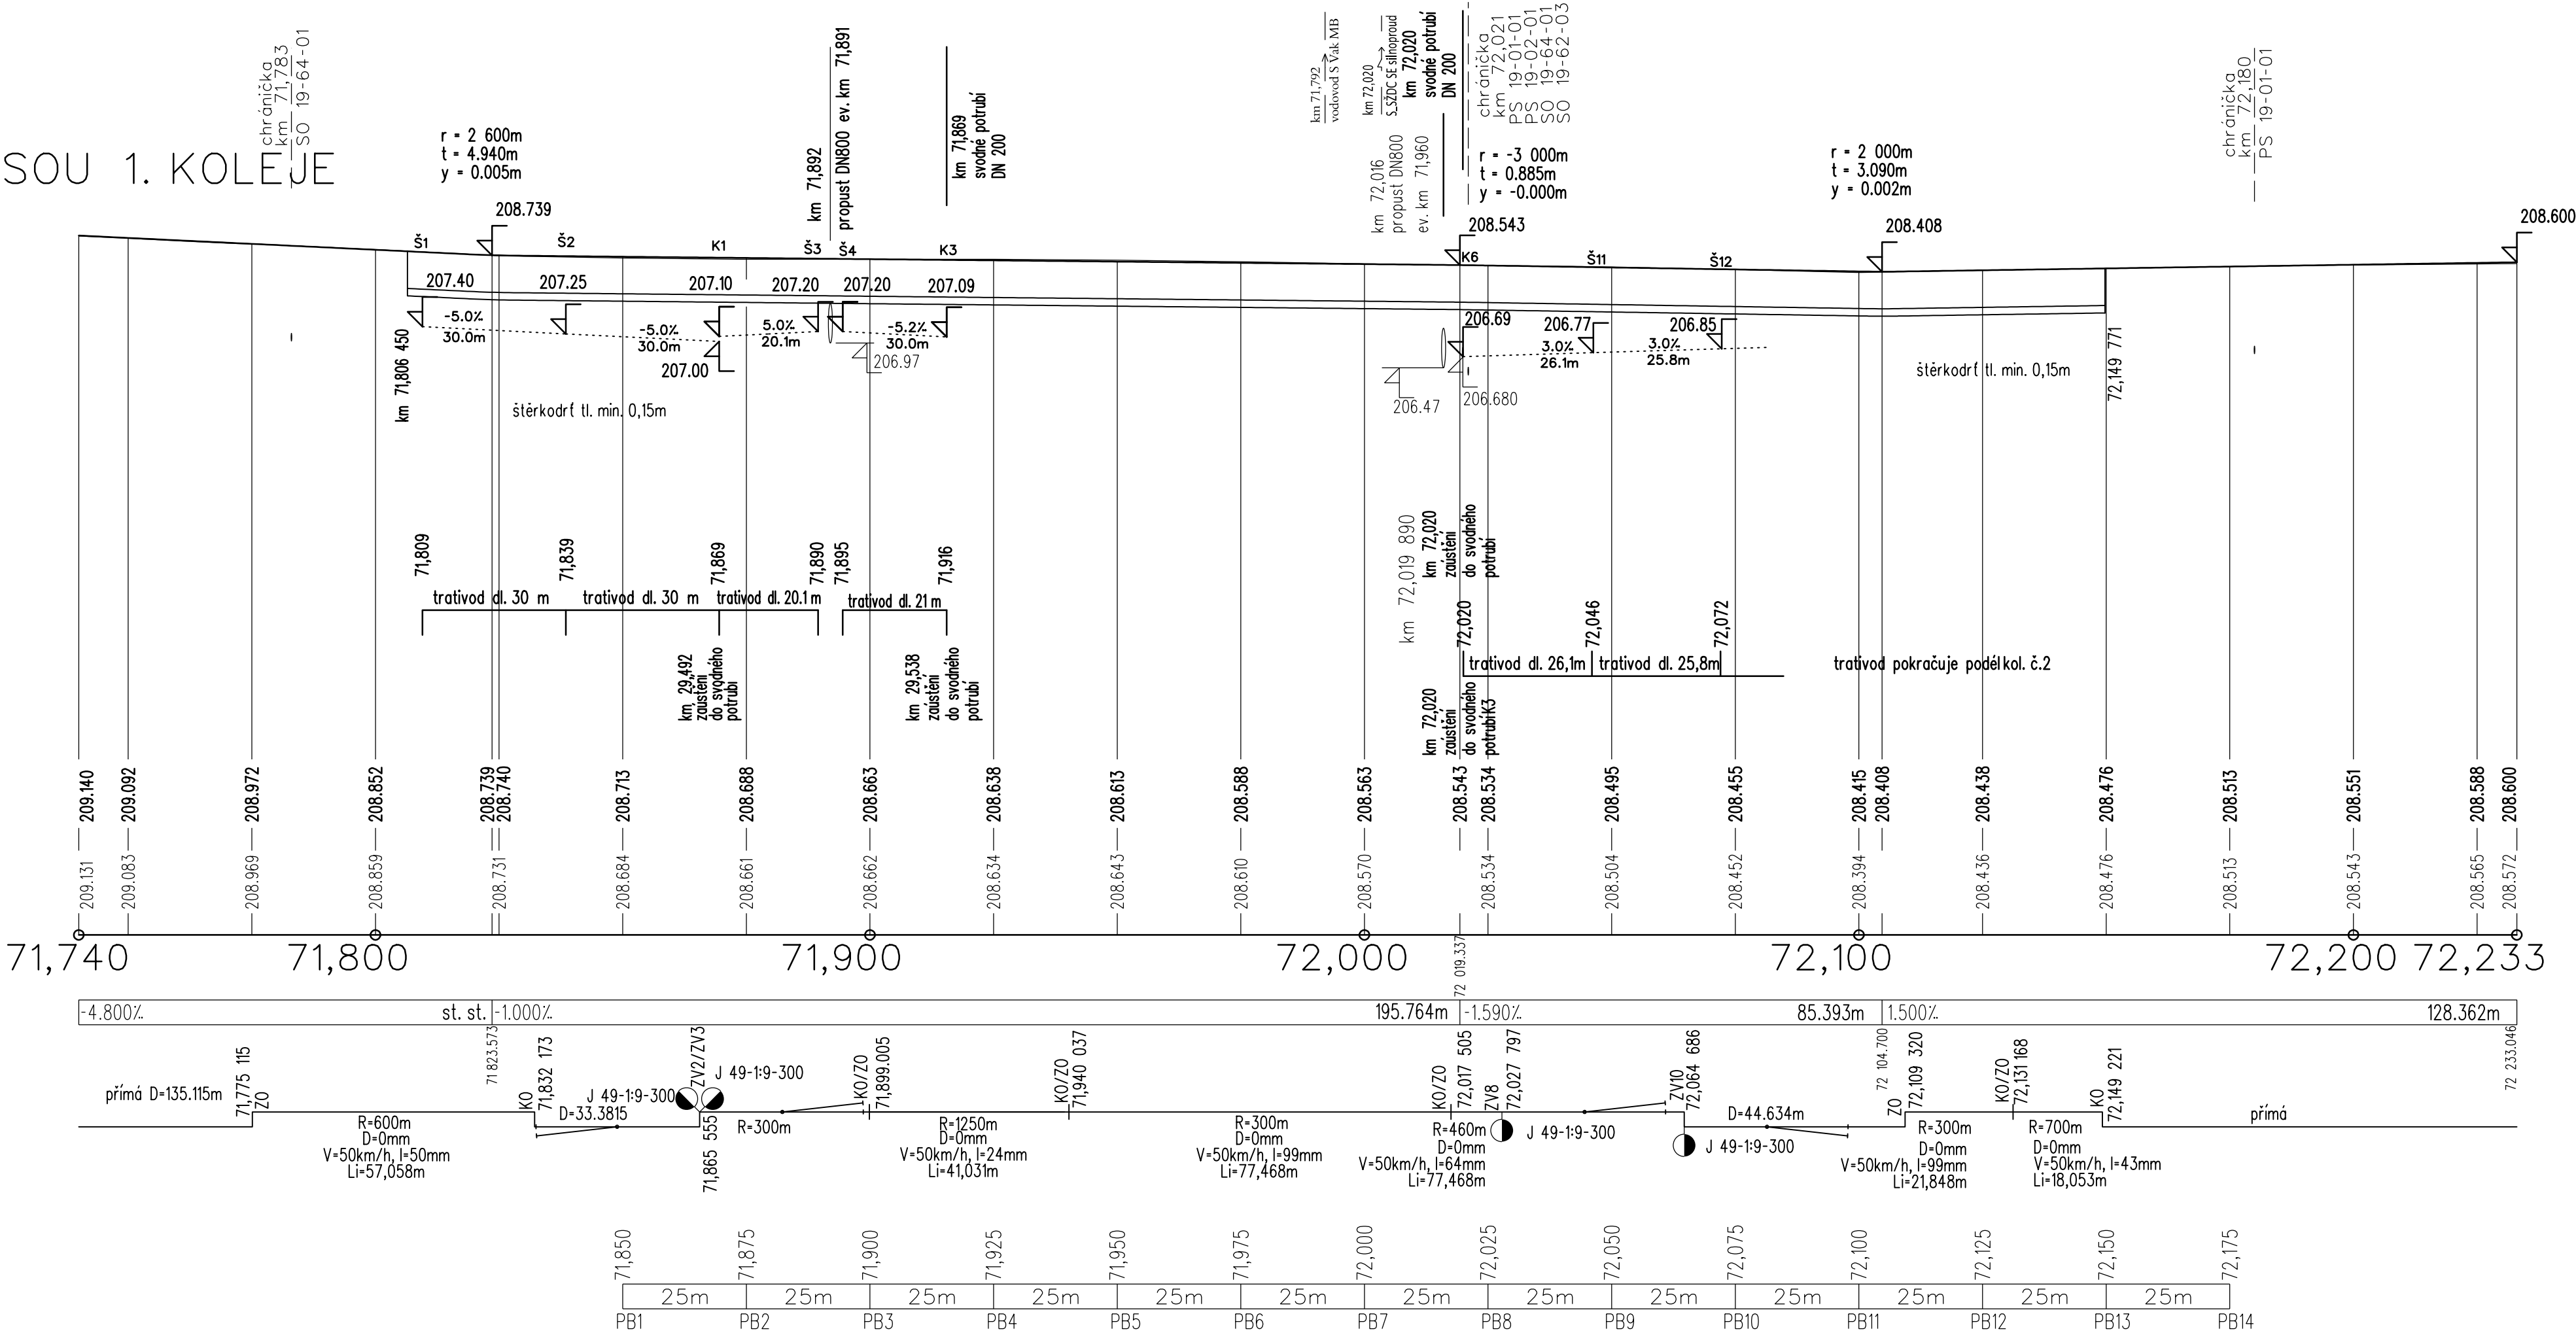 SOU 1. KOLEJE
chránička
km 71,783
SO 19-64-01
r = 2 600m
t = 4.940m
y = 0.005m
208.739
km 71,892
propust DN800 ev. km 71,891
km 71,869
svodné potrubí
DN 200
km 71,792
vodovod S Vak MB
km 72,020
S_SŽDC SE silnoproud
km 72,020
svodné potrubí
DN 200
km 72,016
propust DN800
ev. km 71,960
chránička
km 72,021
PS 19-01-01
PS 19-02-01
SO 19-64-01
SO 19-62-03
r = -3 000m
t = 0.885m
y = -0.000m
208.543
r = 2 000m
t = 3.090m
y = 0.002m
208.408
chránička
km 72,180
PS 19-01-01
208.600
Š1 Š2 K1 Š3 Š4 K3 K6 Š11 Š12
207.40 207.25 207.10 207.20 207.20 207.09
-5.0‰
30.0m
-5.0‰
30.0m
5.0‰
20.1m
-5.2‰
30.0m
207.00
206.97
206.69
206.77
206.85
3.0‰
26.1m
3.0‰
25.8m
206.47
206.680
km 71,806 450
72,149 771
štěrkodrť tl. min. 0,15m
štěrkodrť tl. min. 0,15m
71,809 71,839 71,869 71,890 71,895 71,916
trativod dl. 30 m trativod dl. 30 m trativod dl. 20.1 m trativod dl. 21 m
km 29,492
zaústění
do svodného
potrubí
km 29,538
zaústění
do svodného
potrubí
km 72,019 890
km 72,020
zaústění
do svodného
potrubí
72,020 72,046 72,072
trativod dl. 26,1m trativod dl. 25,8m
trativod pokračuje podél kol. č.2
km 72,020
zaústění
do svodného
potrubí K3
209.140 209.092 208.972 208.852 208.739 208.740 208.713 208.688 208.663 208.638 208.613 208.588 208.563 208.543 208.534 208.495 208.455 208.415 208.408 208.438 208.476 208.513 208.551 208.588 208.600
209.131 209.083 208.969 208.859 208.731 208.684 208.661 208.662 208.634 208.643 208.610 208.570 208.534 208.504 208.452 208.394 208.436 208.476 208.513 208.543 208.565 208.572
71,740 71,800 71,900 72,000 72,100 72,200 72,233
72 019.337
-4.800‰ st. st. -1.000‰ 195.764m -1.590‰ 85.393m 1.500‰ 128.362m
71 823.573
72 104.700
72 233.046
přímá D=135.115m
71,775 115
ZO
R=600m
D=0mm
V=50km/h, I=50mm
Li=57,058m
KO
71,832 173
D=33.3815
J 49-1:9-300
ZV2/ZV3
71,865 555
J 49-1:9-300
R=300m
KO/ZO
71,899.005
R=1250m
D=0mm
V=50km/h, I=24mm
Li=41,031m
KO/ZO
71,940 037
R=300m
D=0mm
V=50km/h, I=99mm
Li=77,468m
KO/ZO
72,017 505
R=460m
D=0mm
V=50km/h, I=64mm
Li=77,468m
ZV8
72,027 797
J 49-1:9-300
ZV10
72,064 686
J 49-1:9-300
D=44.634m
ZO
72,109 320
R=300m
D=0mm
V=50km/h, I=99mm
Li=21,848m
KO/ZO
72,131 168
R=700m
D=0mm
V=50km/h, I=43mm
Li=18,053m
KO
72,149 221
přímá
71,850 71,875 71,900 71,925 71,950 71,975 72,000 72,025 72,050 72,075 72,100 72,125 72,150 72,175
25m 25m 25m 25m 25m 25m 25m 25m 25m 25m 25m 25m 25m
PB1 PB2 PB3 PB4 PB5 PB6 PB7 PB8 PB9 PB10 PB11 PB12 PB13 PB14